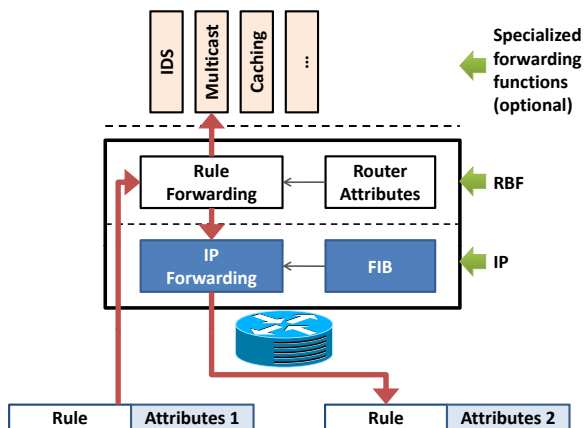 IDS
Multicast
Caching
...
Specialized
forwarding
functions
(optional)
Rule
Forwarding
Router
Attributes
RBF
IP
Forwarding
FIB
IP
Rule
Attributes 1
Rule
Attributes 2